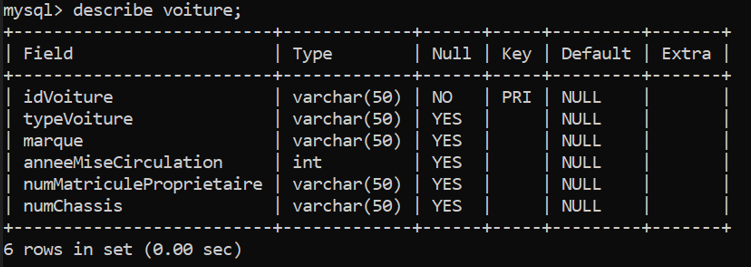 mysql> describe voiture;
+------------------------+-------------+------+-----+---------+-------+
| Field                  | Type        | Null | Key | Default | Extra |
+------------------------+-------------+------+-----+---------+-------+
| idVoiture              | varchar(50) | NO   | PRI | NULL    |       |
| typeVoiture            | varchar(50) | YES  |     | NULL    |       |
| marque                 | varchar(50) | YES  |     | NULL    |       |
| anneeMiseCirculation   | int         | YES  |     | NULL    |       |
| numMatriculeProprietaire | varchar(50) | YES  |     | NULL    |       |
| numChassis             | varchar(50) | YES  |     | NULL    |       |
+------------------------+-------------+------+-----+---------+-------+
6 rows in set (0.00 sec)